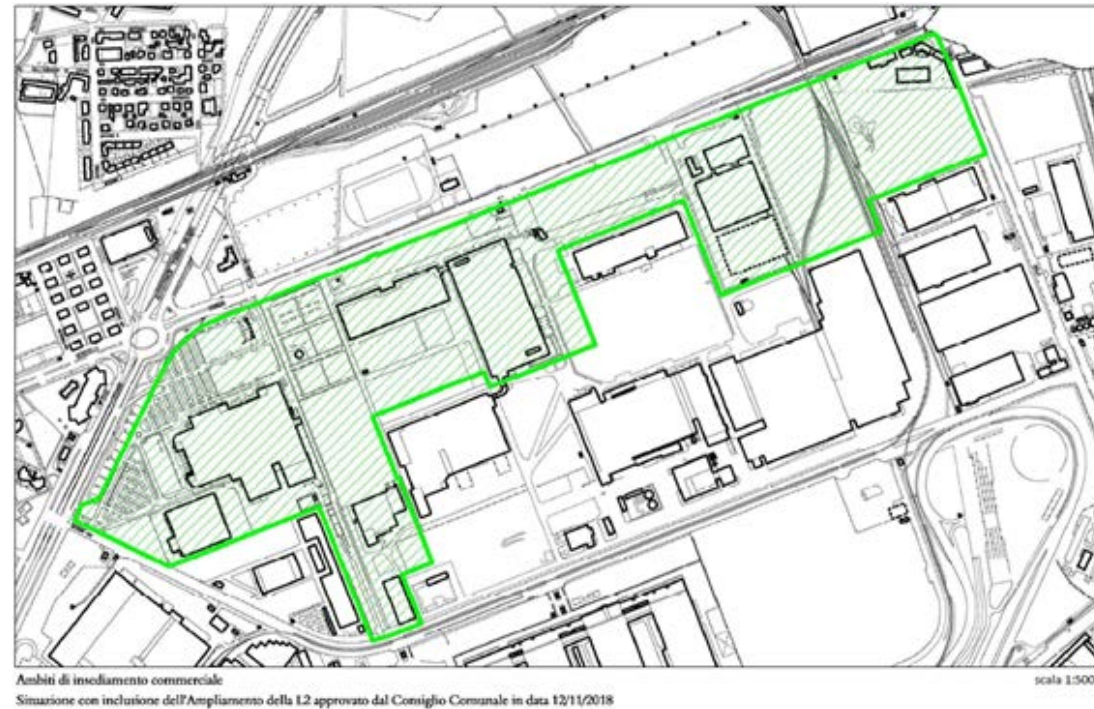 Ambiti di insediamento commerciale
scala 1:500
Situazione con inclusione dell'Ampliamento della L2 approvato dal Consiglio Comunale in data 12/11/2018